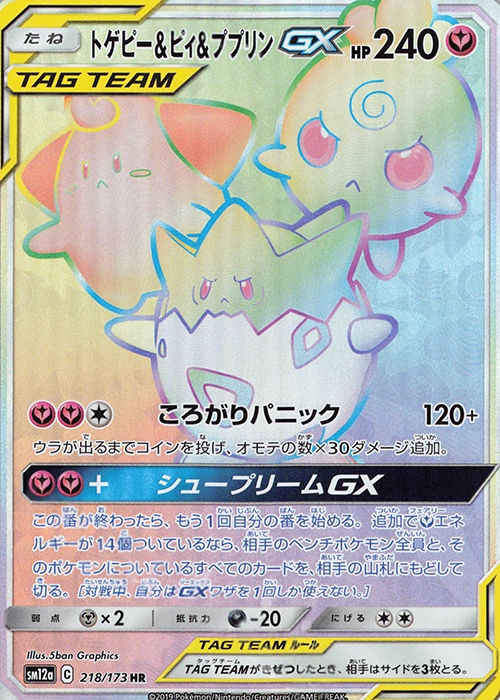 たね トゲピー&ピィ&ププリンGX HP240
TAG TEAM
ころがりパニック 120+
ウラが出るまでコインを投げ、オモテの数×30ダメージ追加。
+ シュープリームGX
この番が終わったら、もう1回自分の番を始める。追加でエネ
ルギーが14個ついているなら、相手のベンチポケモン全員と、そ
のポケモンについているすべてのカードを、相手の山札にもどして
切る。[対戦中、自分はGXワザを1回しか使えない。]
弱点 ×2 抵抗力 -20 にげる
Illus.5ban Graphics
TAG TEAM ルール
sm12a C 218/173 HR
TAG TEAMがきぜつしたとき、相手はサイドを3枚とる。
©2019 Pokémon/Nintendo/Creatures/GAME FREAK.